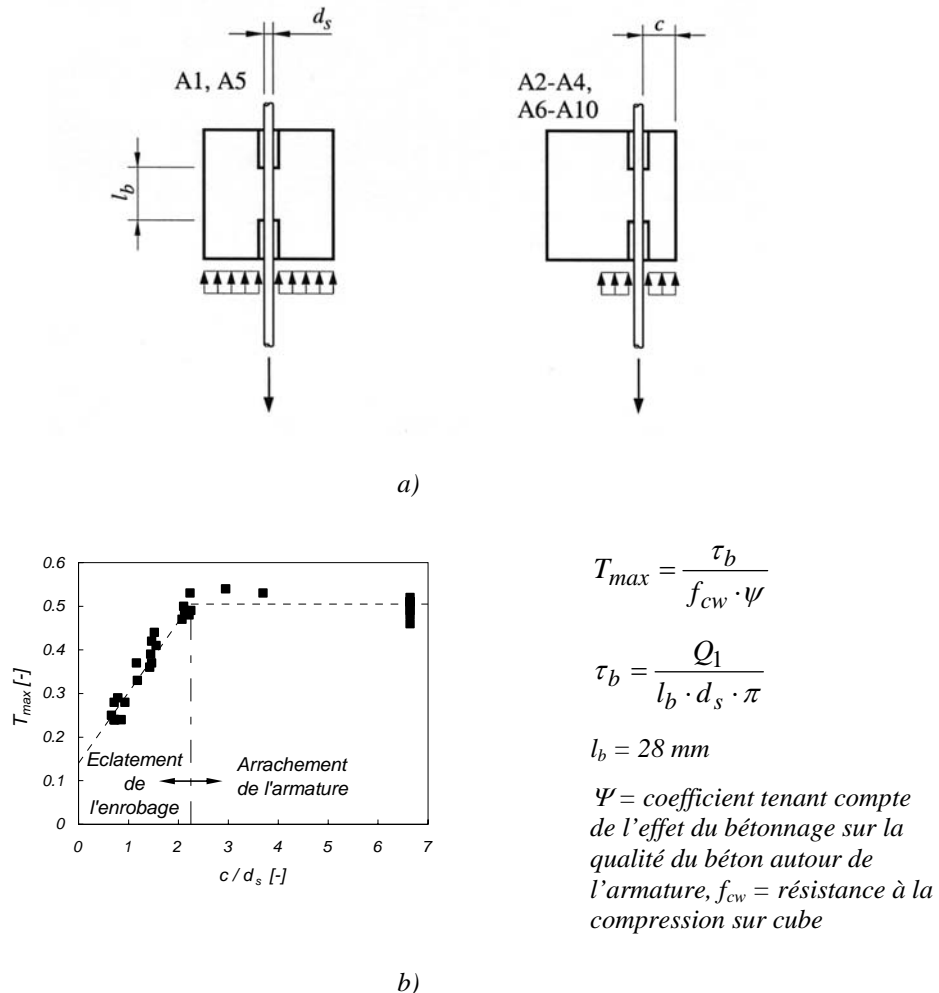 d_s
c
A1, A5
A2-A4,
A6-A10
l_b
a)
T_max [-]
0.6
0.5
0.4
0.3
0.2
0.1
0
Eclatement
de
l'enrobage
Arrachement
de l'armature
0 1 2 3 4 5 6 7
c / d_s [-]
T_max = τ_b / (f_cw · ψ)
τ_b = Q_1 / (l_b · d_s · π)
l_b = 28 mm
Ψ = coefficient tenant compte
de l'effet du bétonnage sur la
qualité du béton autour de
l'armature, f_cw = résistance à la
compression sur cube
b)